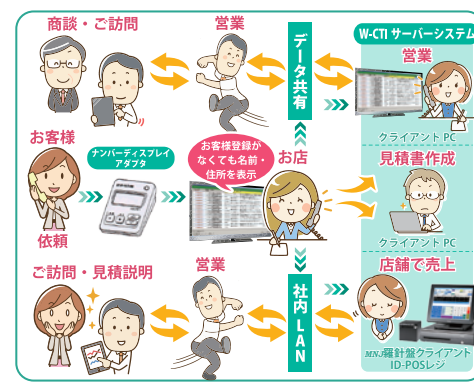 商談・ご訪問
営業
データ共有
W-CTI サーバーシステム
営業
クライアント PC
お客様
ナンバーディスプレイ
アダプタ
お客様登録が
なくても名前・
住所を表示
お店
見積書作成
クライアント PC
依頼
ご訪問・見積説明
営業
社内LAN
店舗で売上
MNJ羅針盤クライアント
ID-POSレジ